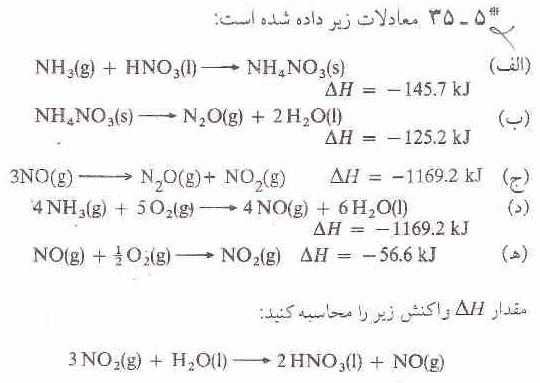 *۵ ـ ۳۵ معادلات زیر داده شده است:
(الف) NH₃(g) + HNO₃(l) ⟶ NH₄NO₃(s)
ΔH = −145.7 kJ
(ب) NH₄NO₃(s) ⟶ N₂O(g) + 2H₂O(l)
ΔH = −125.2 kJ
(ج) 3NO(g) ⟶ N₂O(g) + NO₂(g) ΔH = −1169.2 kJ
(د) 4NH₃(g) + 5O₂(g) ⟶ 4NO(g) + 6H₂O(l)
ΔH = −1169.2 kJ
(ه) NO(g) + ½O₂(g) ⟶ NO₂(g) ΔH = −56.6 kJ
مقدار ΔH واکنش زیر را محاسبه کنید:
3NO₂(g) + H₂O(l) ⟶ 2HNO₃(l) + NO(g)